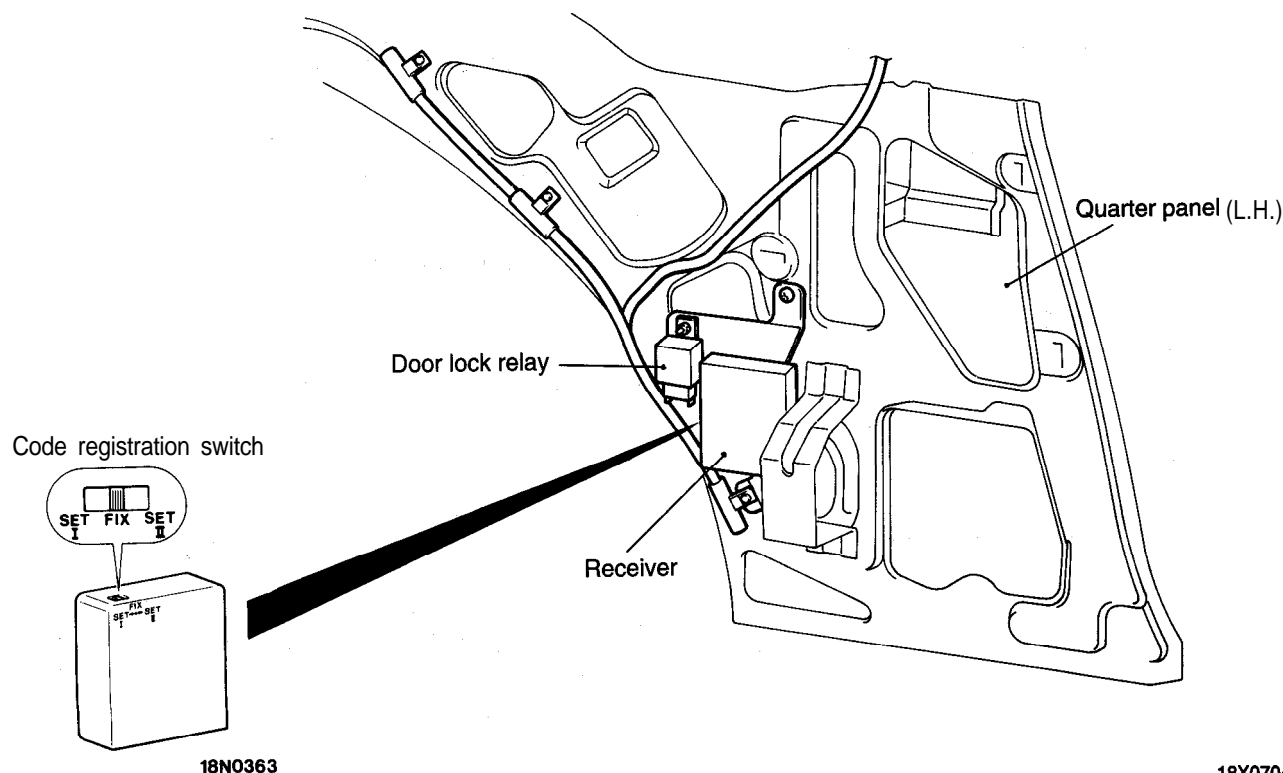 Quarter panel (L.H.)
Door lock relay
Code registration switch
SET FIX SET
I II
Receiver
FIX
SET SET
I II
18N0363